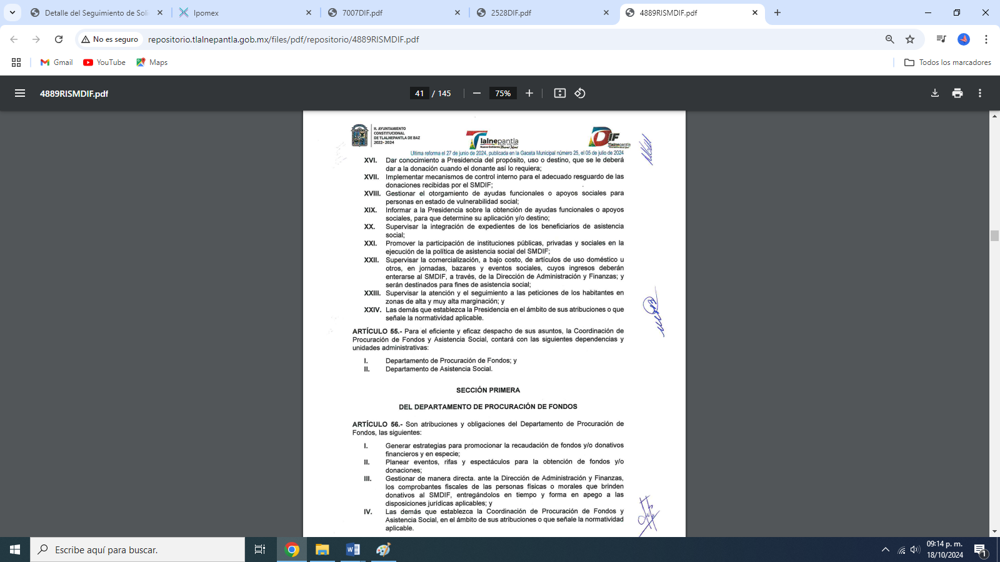 Detalle del Seguimiento de Soli
Ipomex
7007DIF.pdf
2528DIF.pdf
4889RISMDIF.pdf
No es seguro
repositorio.tlalnepantla.gob.mx/files/pdf/repositorio/4889RISMDIF.pdf
Gmail
YouTube
Maps
Todos los marcadores
4889RISMDIF.pdf
41 / 145
75%
H. AYUNTAMIENTO
CONSTITUCIONAL
DE TLALNEPANTLA DE BAZ
2022- 2024
Tlalnepantla
DIF
Tlalnepantla
Ultima reforma el 27 de junio de 2024, publicada en la Gaceta Municipal número 25, el 05 de julio de 2024
XVI. Dar conocimiento a Presidencia del propósito, uso o destino, que se le deberá
dar a la donación cuando el donante así lo requiera;
XVII. Implementar mecanismos de control interno para el adecuado resguardo de las
donaciones recibidas por el SMDIF;
XVIII. Gestionar el otorgamiento de ayudas funcionales o apoyos sociales para
personas en estado de vulnerabilidad social;
XIX. Informar a la Presidencia sobre la obtención de ayudas funcionales o apoyos
sociales, para que determine su aplicación y/o destino;
XX. Supervisar la integración de expedientes de los beneficiarios de asistencia
social;
XXI. Promover la participación de instituciones públicas, privadas y sociales en la
ejecución de la política de asistencia social del SMDIF;
XXII. Supervisar la comercialización, a bajo costo, de artículos de uso doméstico u
otros, en jornadas, bazares y eventos sociales, cuyos ingresos deberán
enterarse al SMDIF, a través, de la Dirección de Administración y Finanzas; y
serán destinados para fines de asistencia social;
XXIII. Supervisar la atención y el seguimiento a las peticiones de los habitantes en
zonas de alta y muy alta marginación; y
XXIV. Las demás que establezca la Presidencia en el ámbito de sus atribuciones o que
señale la normatividad aplicable.
ARTÍCULO 55.- Para el eficiente y eficaz despacho de sus asuntos, la Coordinación de
Procuración de Fondos y Asistencia Social, contará con las siguientes dependencias y
unidades administrativas:
I. Departamento de Procuración de Fondos; y
II. Departamento de Asistencia Social.
SECCIÓN PRIMERA
DEL DEPARTAMENTO DE PROCURACIÓN DE FONDOS
ARTÍCULO 56.- Son atribuciones y obligaciones del Departamento de Procuración de
Fondos, las siguientes:
I. Generar estrategias para promocionar la recaudación de fondos y/o donativos
financieros y en especie;
II. Planear eventos, rifas y espectáculos para la obtención de fondos y/o
donaciones;
III. Gestionar de manera directa. ante la Dirección de Administración y Finanzas,
los comprobantes fiscales de las personas físicas o morales que brinden
donativos al SMDIF, entregándolos en tiempo y forma en apego a las
disposiciones jurídicas aplicables; y
IV. Las demás que establezca la Coordinación de Procuración de Fondos y
Asistencia Social, en el ámbito de sus atribuciones o que señale la normatividad
aplicable.
Escribe aquí para buscar.
09:14 p. m.
18/10/2024
1